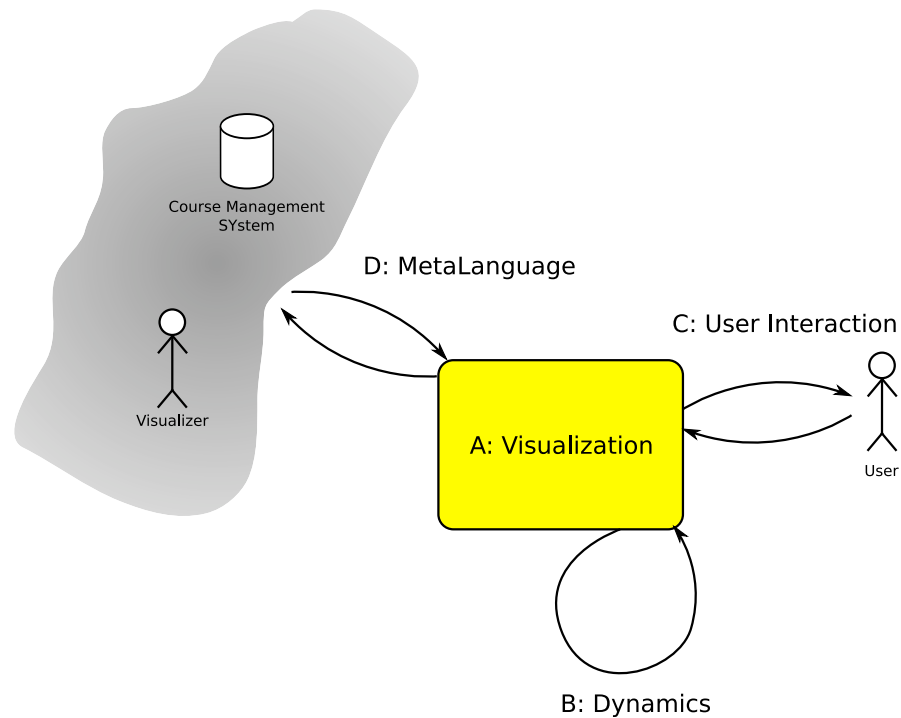 Course Management
SYstem
D: MetaLanguage
C: User Interaction
Visualizer
A: Visualization
User
B: Dynamics